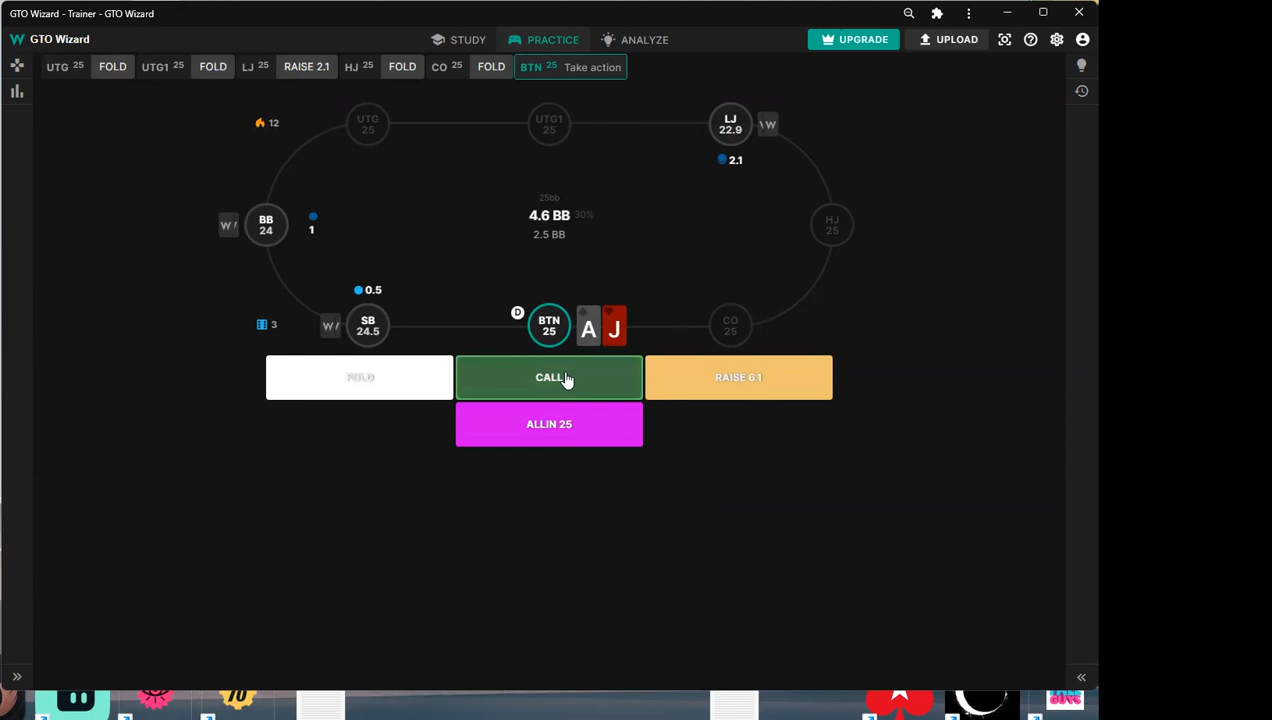 GTO Wizard - Trainer - GTO Wizard
GTO Wizard
STUDY
PRACTICE
ANALYZE
UPGRADE
UPLOAD
UTG 25 FOLD UTG1 25 FOLD LJ 25 RAISE 2.1 HJ 25 FOLD CO 25 FOLD BTN 25 Take action
12
UTG
25
UTG1
25
LJ
22.9
W
2.1
25bb
4.6 BB 30%
2.5 BB
W
BB
24
1
HJ
25
0.5
3
W
SB
24.5
D
BTN
25
A
J
CO
25
FOLD
CALL
RAISE 6.1
ALLIN 25